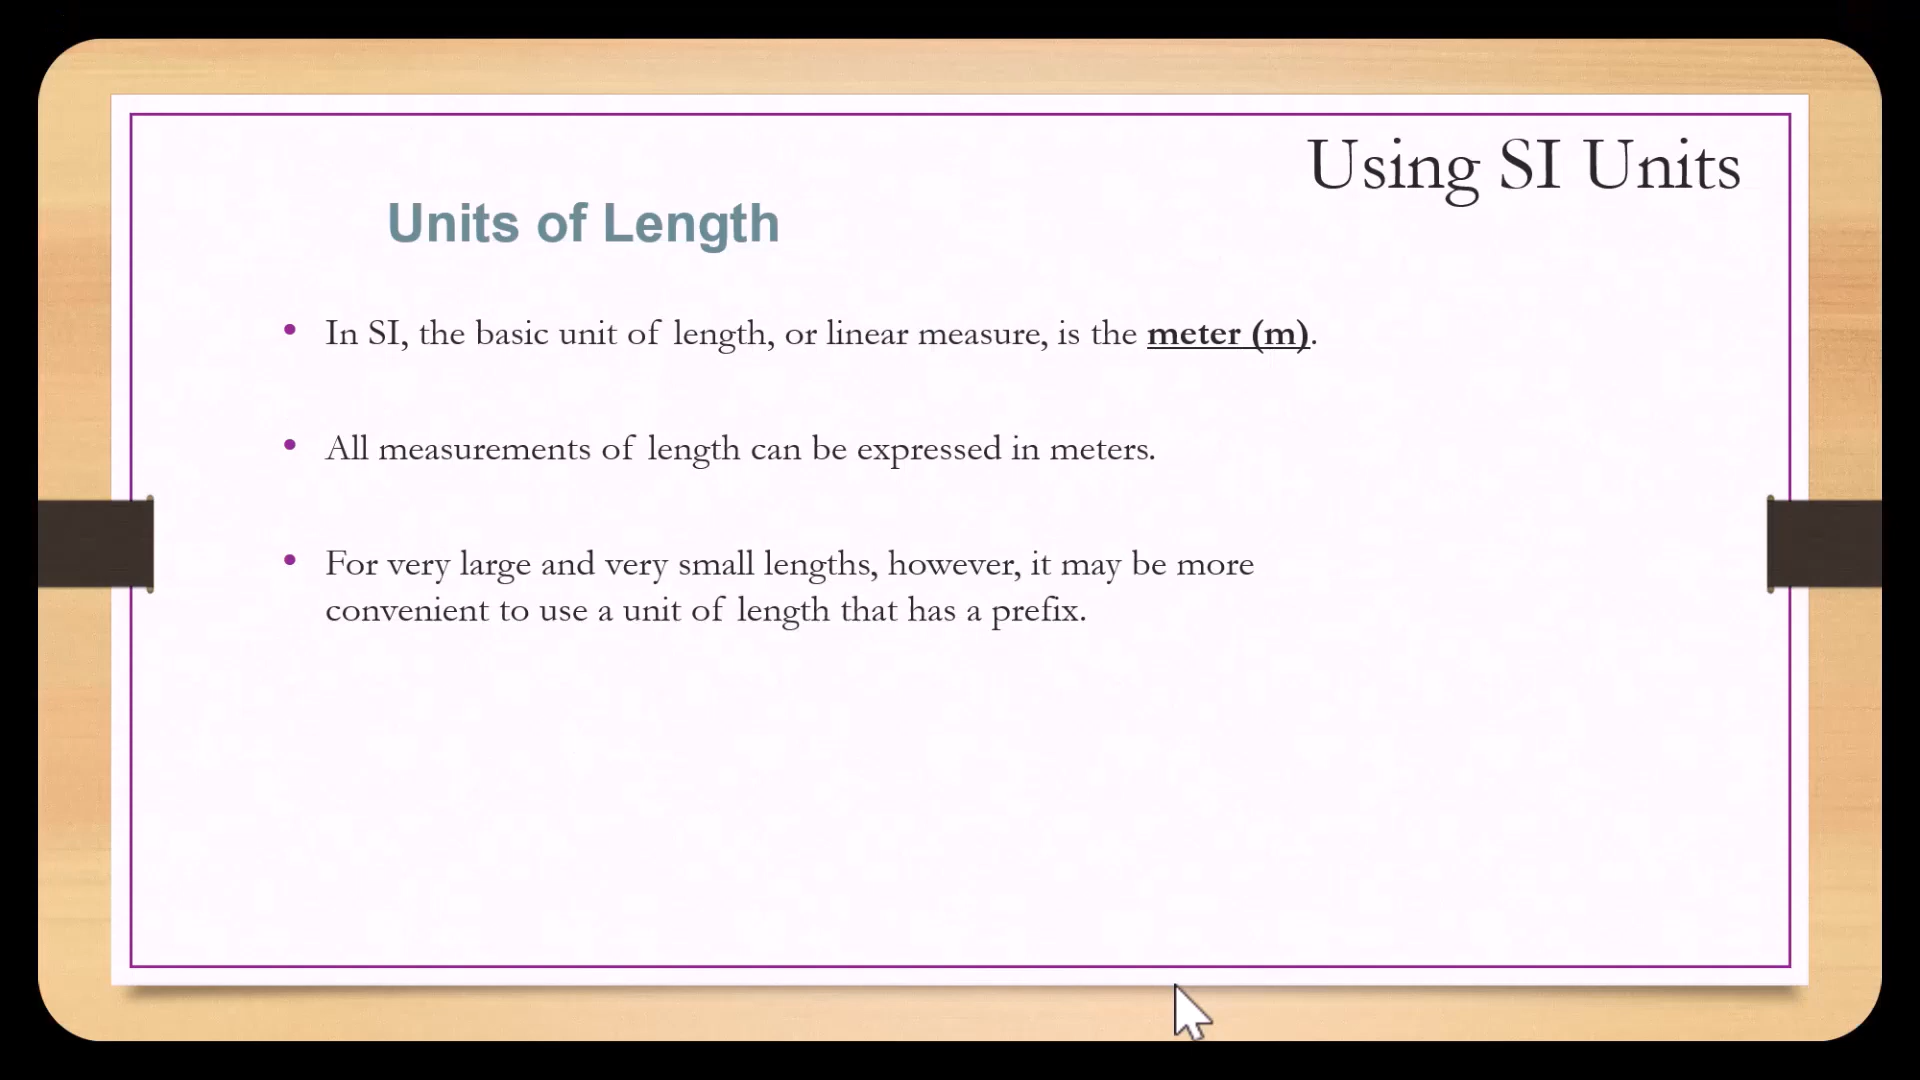 Using SI Units
Units of Length
• In SI, the basic unit of length, or linear measure, is the meter (m).
• All measurements of length can be expressed in meters.
• For very large and very small lengths, however, it may be more
convenient to use a unit of length that has a prefix.